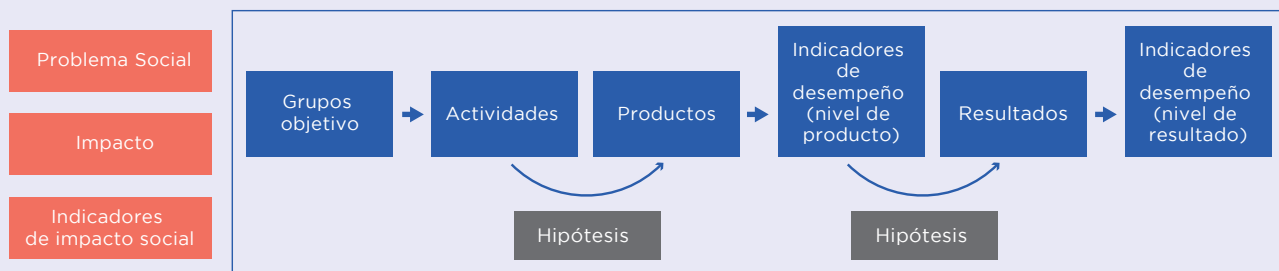 Problema Social
Impacto
Indicadores
de impacto social
Grupos
objetivo
Actividades
Productos
Indicadores
de
desempeño
(nivel de
producto)
Resultados
Indicadores
de
desempeño
(nivel de
resultado)
Hipótesis
Hipótesis